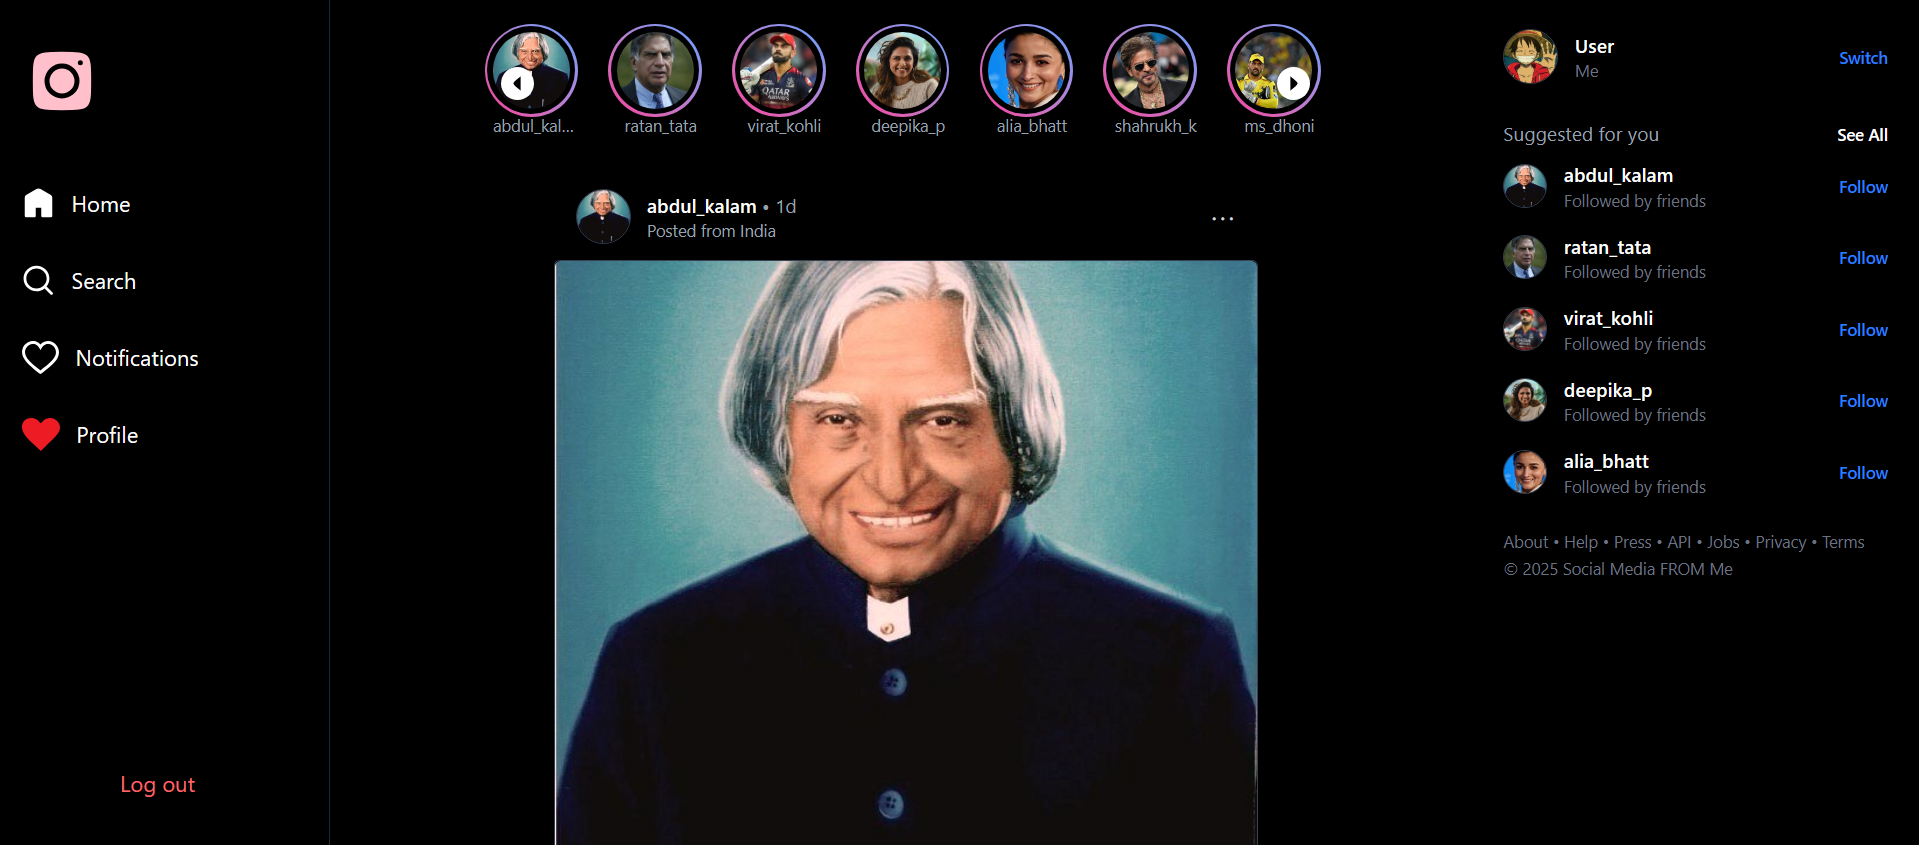 Home
Search
Notifications
Profile
Log out
abdul_kal...
ratan_tata
virat_kohli
deepika_p
alia_bhatt
shahrukh_k
ms_dhoni
QATAR
AIRWAYS
abdul_kalam • 1d
Posted from India
...
User
Me
Switch
Suggested for you
See All
abdul_kalam
Followed by friends
Follow
ratan_tata
Followed by friends
Follow
virat_kohli
Followed by friends
Follow
deepika_p
Followed by friends
Follow
alia_bhatt
Followed by friends
Follow
About • Help • Press • API • Jobs • Privacy • Terms
© 2025 Social Media FROM Me